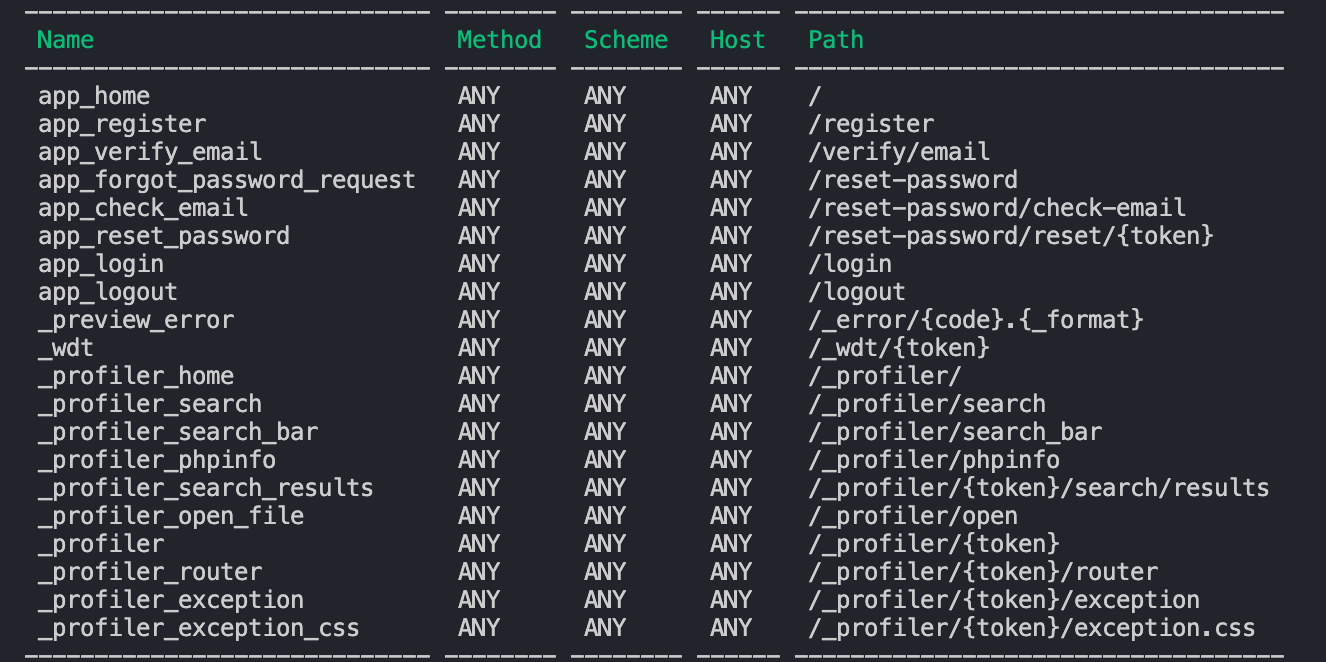 Name Method Scheme Host Path
app_home ANY ANY ANY /
app_register ANY ANY ANY /register
app_verify_email ANY ANY ANY /verify/email
app_forgot_password_request ANY ANY ANY /reset-password
app_check_email ANY ANY ANY /reset-password/check-email
app_reset_password ANY ANY ANY /reset-password/reset/{token}
app_login ANY ANY ANY /login
app_logout ANY ANY ANY /logout
_preview_error ANY ANY ANY /_error/{code}.{_format}
_wdt ANY ANY ANY /_wdt/{token}
_profiler_home ANY ANY ANY /_profiler/
_profiler_search ANY ANY ANY /_profiler/search
_profiler_search_bar ANY ANY ANY /_profiler/search_bar
_profiler_phpinfo ANY ANY ANY /_profiler/phpinfo
_profiler_search_results ANY ANY ANY /_profiler/{token}/search/results
_profiler_open_file ANY ANY ANY /_profiler/open
_profiler ANY ANY ANY /_profiler/{token}
_profiler_router ANY ANY ANY /_profiler/{token}/router
_profiler_exception ANY ANY ANY /_profiler/{token}/exception
_profiler_exception_css ANY ANY ANY /_profiler/{token}/exception.css